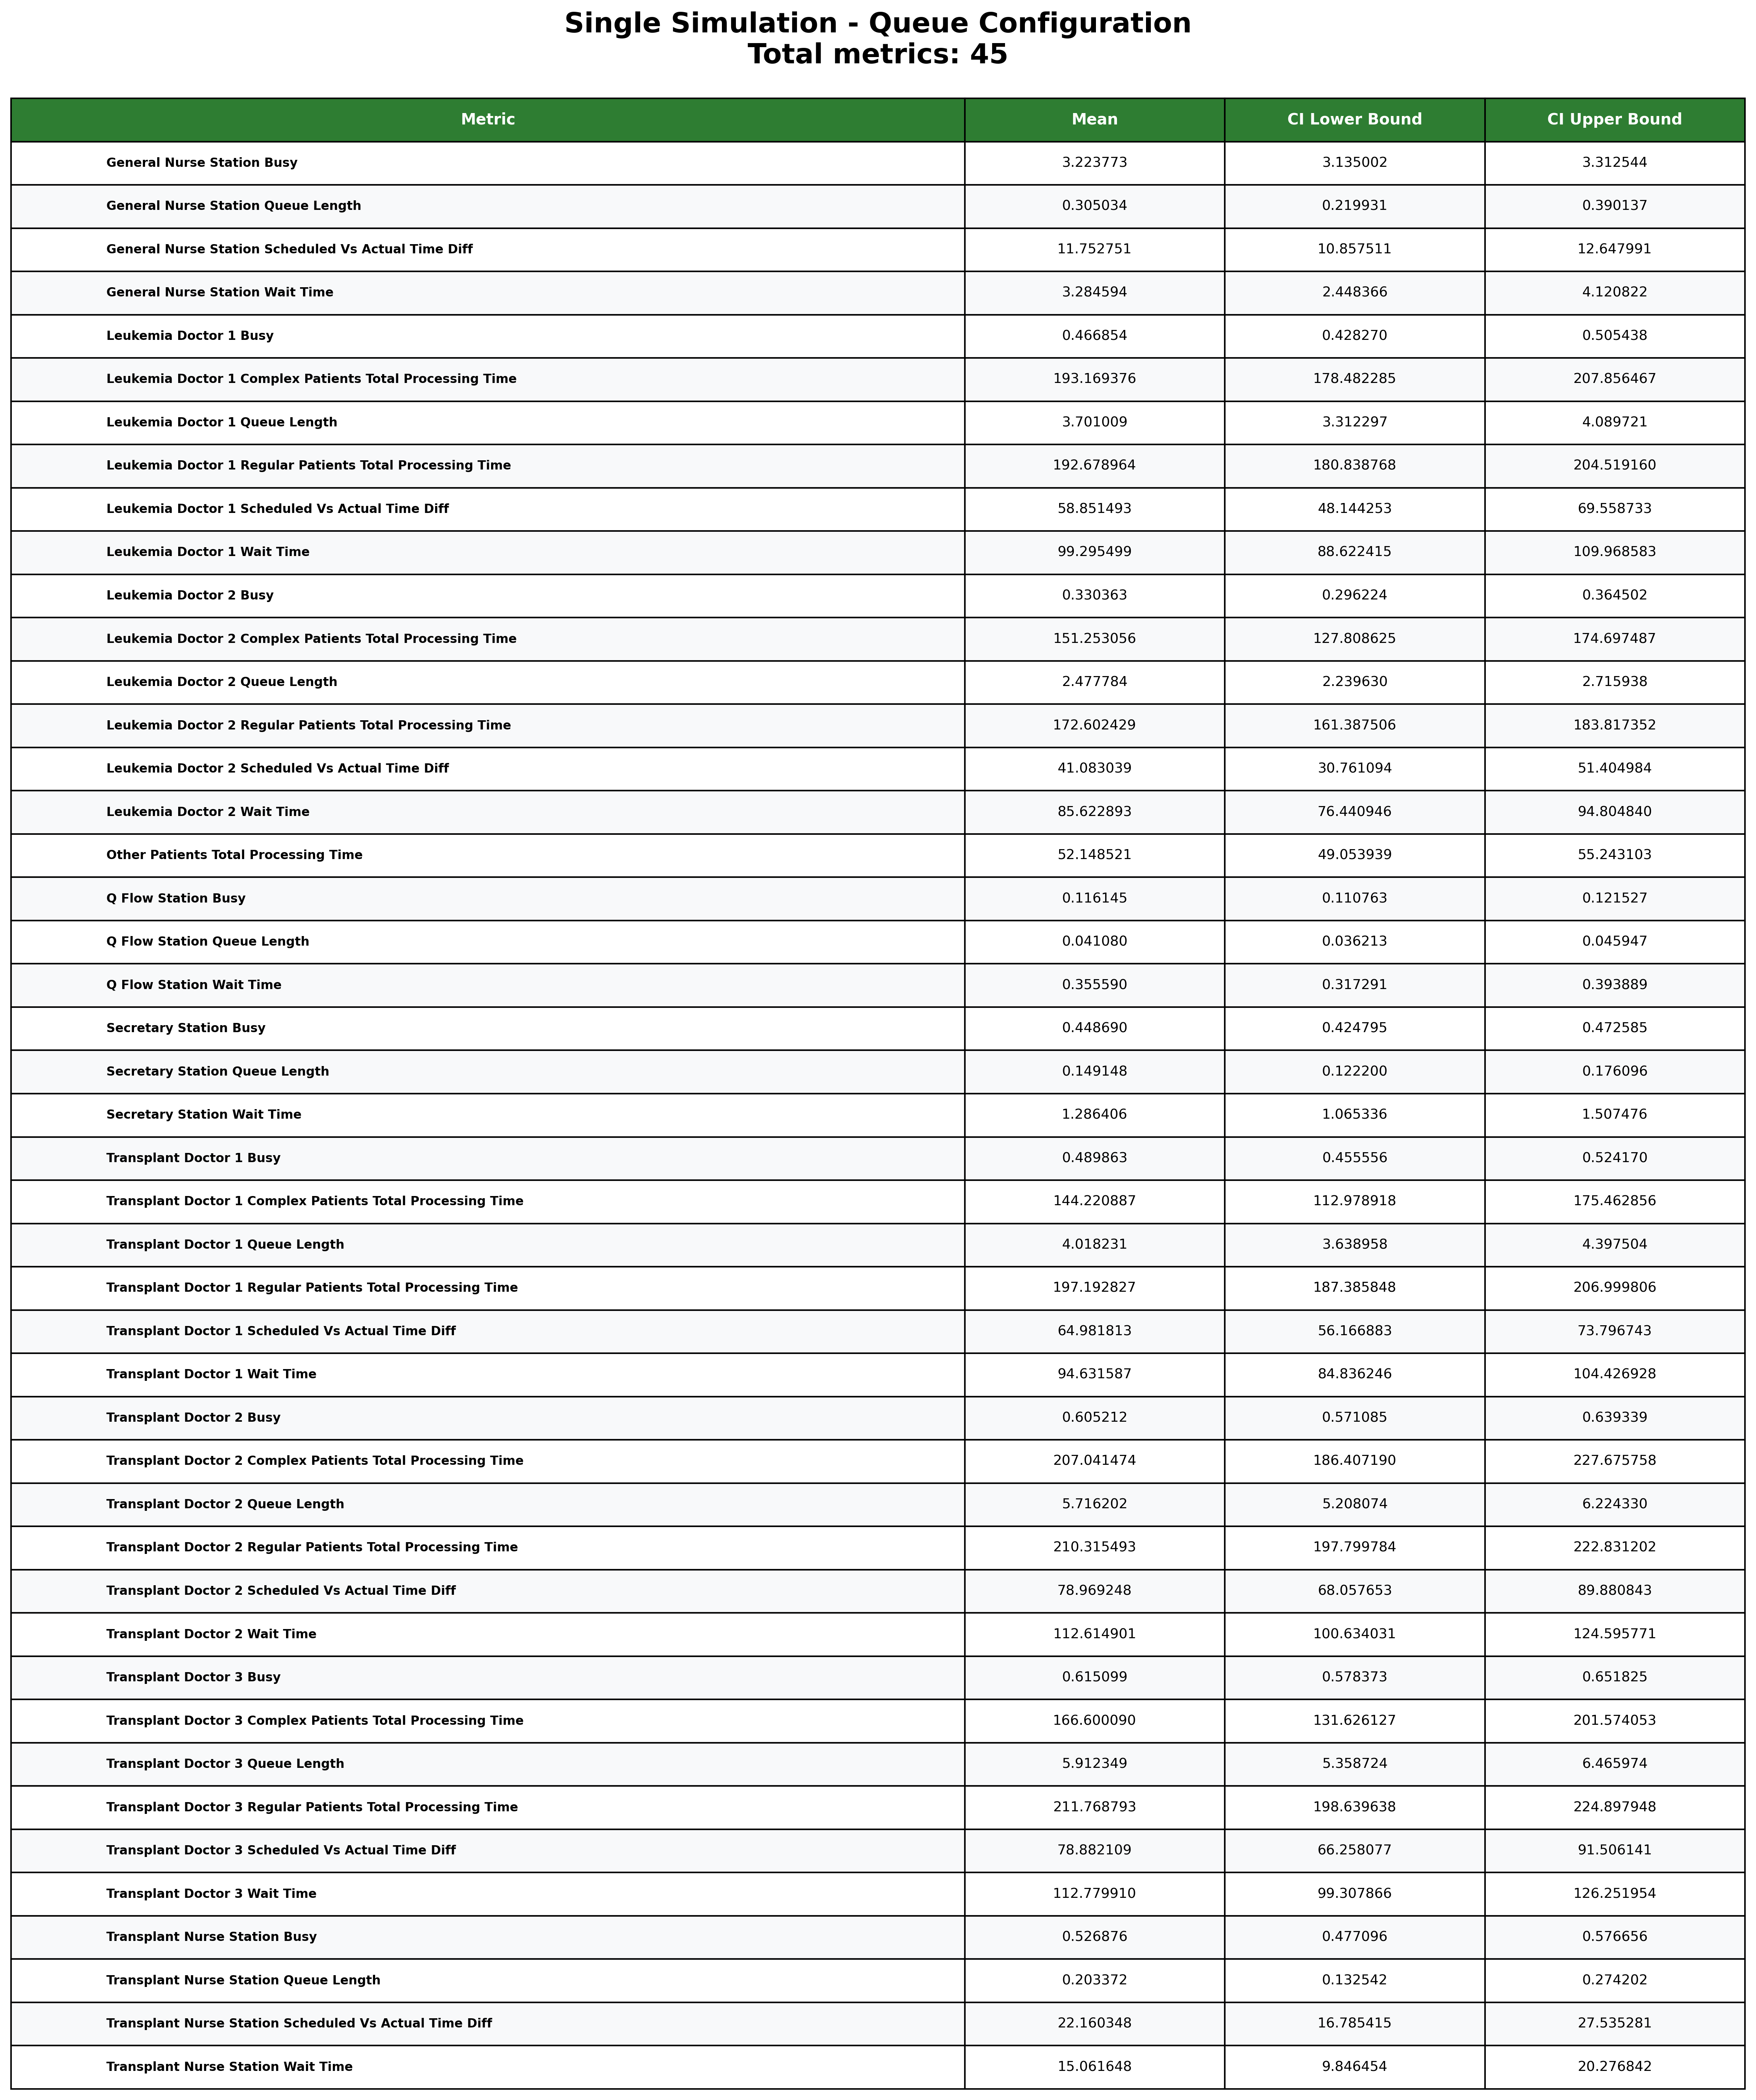 Single Simulation - Queue Configuration
Total metrics: 45
Metric Mean CI Lower Bound CI Upper Bound
General Nurse Station Busy 3.223773 3.135002 3.312544
General Nurse Station Queue Length 0.305034 0.219931 0.390137
General Nurse Station Scheduled Vs Actual Time Diff 11.752751 10.857511 12.647991
General Nurse Station Wait Time 3.284594 2.448366 4.120822
Leukemia Doctor 1 Busy 0.466854 0.428270 0.505438
Leukemia Doctor 1 Complex Patients Total Processing Time 193.169376 178.482285 207.856467
Leukemia Doctor 1 Queue Length 3.701009 3.312297 4.089721
Leukemia Doctor 1 Regular Patients Total Processing Time 192.678964 180.838768 204.519160
Leukemia Doctor 1 Scheduled Vs Actual Time Diff 58.851493 48.144253 69.558733
Leukemia Doctor 1 Wait Time 99.295499 88.622415 109.968583
Leukemia Doctor 2 Busy 0.330363 0.296224 0.364502
Leukemia Doctor 2 Complex Patients Total Processing Time 151.253056 127.808625 174.697487
Leukemia Doctor 2 Queue Length 2.477784 2.239630 2.715938
Leukemia Doctor 2 Regular Patients Total Processing Time 172.602429 161.387506 183.817352
Leukemia Doctor 2 Scheduled Vs Actual Time Diff 41.083039 30.761094 51.404984
Leukemia Doctor 2 Wait Time 85.622893 76.440946 94.804840
Other Patients Total Processing Time 52.148521 49.053939 55.243103
Q Flow Station Busy 0.116145 0.110763 0.121527
Q Flow Station Queue Length 0.041080 0.036213 0.045947
Q Flow Station Wait Time 0.355590 0.317291 0.393889
Secretary Station Busy 0.448690 0.424795 0.472585
Secretary Station Queue Length 0.149148 0.122200 0.176096
Secretary Station Wait Time 1.286406 1.065336 1.507476
Transplant Doctor 1 Busy 0.489863 0.455556 0.524170
Transplant Doctor 1 Complex Patients Total Processing Time 144.220887 112.978918 175.462856
Transplant Doctor 1 Queue Length 4.018231 3.638958 4.397504
Transplant Doctor 1 Regular Patients Total Processing Time 197.192827 187.385848 206.999806
Transplant Doctor 1 Scheduled Vs Actual Time Diff 64.981813 56.166883 73.796743
Transplant Doctor 1 Wait Time 94.631587 84.836246 104.426928
Transplant Doctor 2 Busy 0.605212 0.571085 0.639339
Transplant Doctor 2 Complex Patients Total Processing Time 207.041474 186.407190 227.675758
Transplant Doctor 2 Queue Length 5.716202 5.208074 6.224330
Transplant Doctor 2 Regular Patients Total Processing Time 210.315493 197.799784 222.831202
Transplant Doctor 2 Scheduled Vs Actual Time Diff 78.969248 68.057653 89.880843
Transplant Doctor 2 Wait Time 112.614901 100.634031 124.595771
Transplant Doctor 3 Busy 0.615099 0.578373 0.651825
Transplant Doctor 3 Complex Patients Total Processing Time 166.600090 131.626127 201.574053
Transplant Doctor 3 Queue Length 5.912349 5.358724 6.465974
Transplant Doctor 3 Regular Patients Total Processing Time 211.768793 198.639638 224.897948
Transplant Doctor 3 Scheduled Vs Actual Time Diff 78.882109 66.258077 91.506141
Transplant Doctor 3 Wait Time 112.779910 99.307866 126.251954
Transplant Nurse Station Busy 0.526876 0.477096 0.576656
Transplant Nurse Station Queue Length 0.203372 0.132542 0.274202
Transplant Nurse Station Scheduled Vs Actual Time Diff 22.160348 16.785415 27.535281
Transplant Nurse Station Wait Time 15.061648 9.846454 20.276842